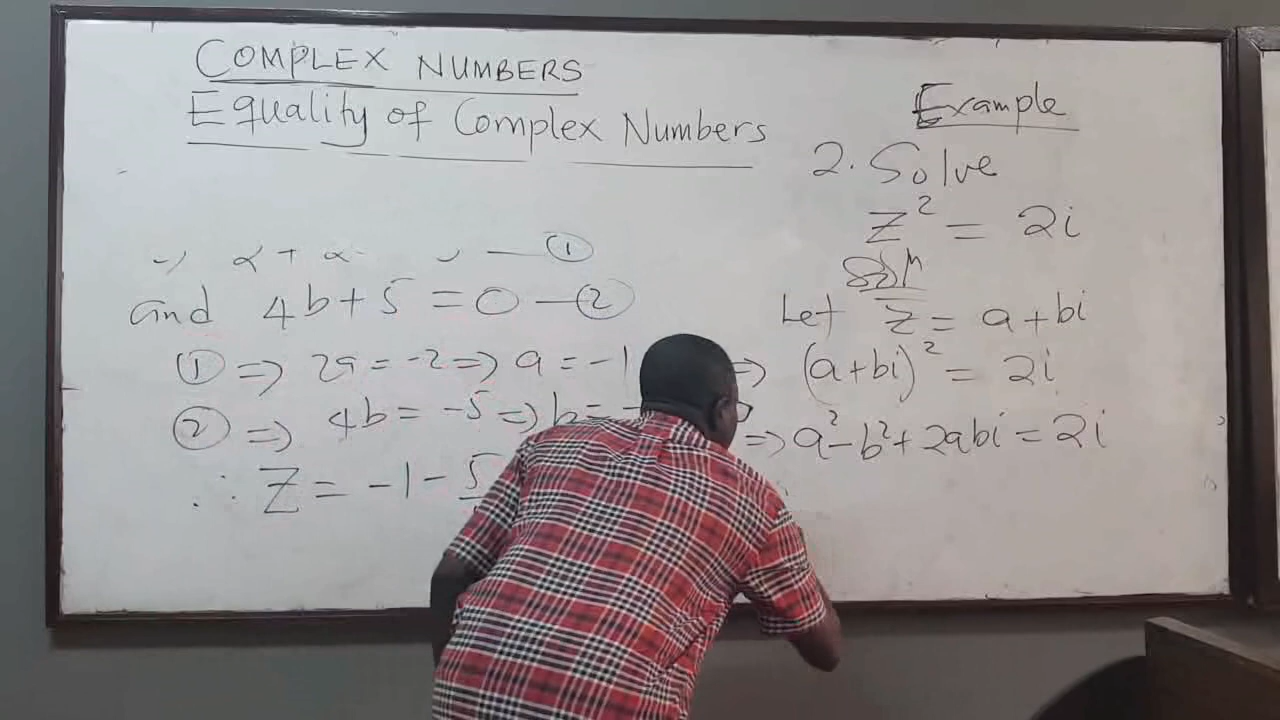 COMPLEX NUMBERS
Equality of Complex Numbers
and 4b+5 = 0 — ②
① ⇒ 2a = -2 ⇒ a = -1
② ⇒ 4b = -5 ⇒ b = -
∴ Z = -1 - 5
Example
2. Solve
z² = 2i
Soln
Let z = a+bi
⇒ (a+bi)² = 2i
⇒ a²-b²+2abi = 2i